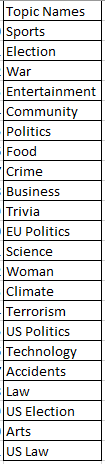 Topic Names
Sports
Election
War
Entertainment
Community
Politics
Food
Crime
Business
Trivia
EU Politics
Science
Woman
Climate
Terrorism
US Politics
Technology
Accidents
Law
US Election
Arts
US Law